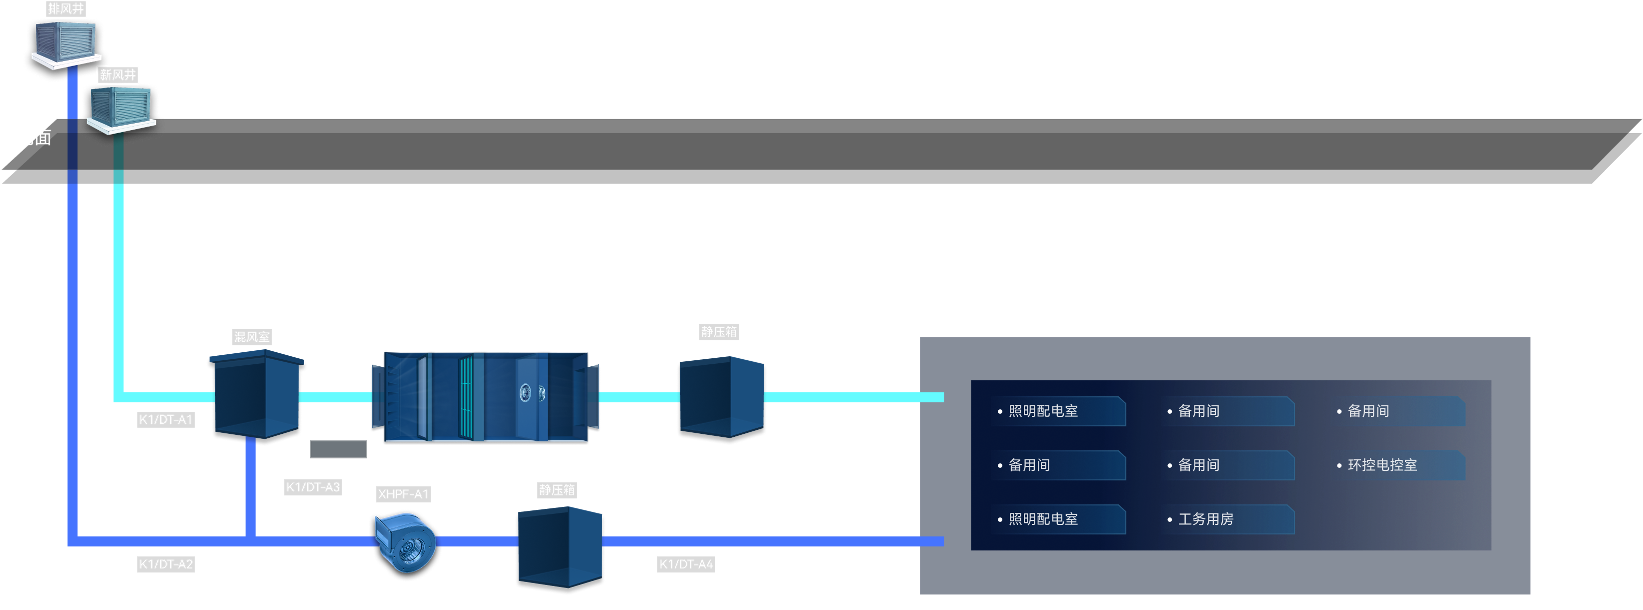 排风井
新风井
面
混风室
静压箱
K1/DT-A1
K1/DT-A3
XHPF-A1
静压箱
K1/DT-A2
K1/DT-A4
• 照明配电室
• 备用间
• 备用间
• 备用间
• 备用间
• 环控电控室
• 照明配电室
• 工务用房